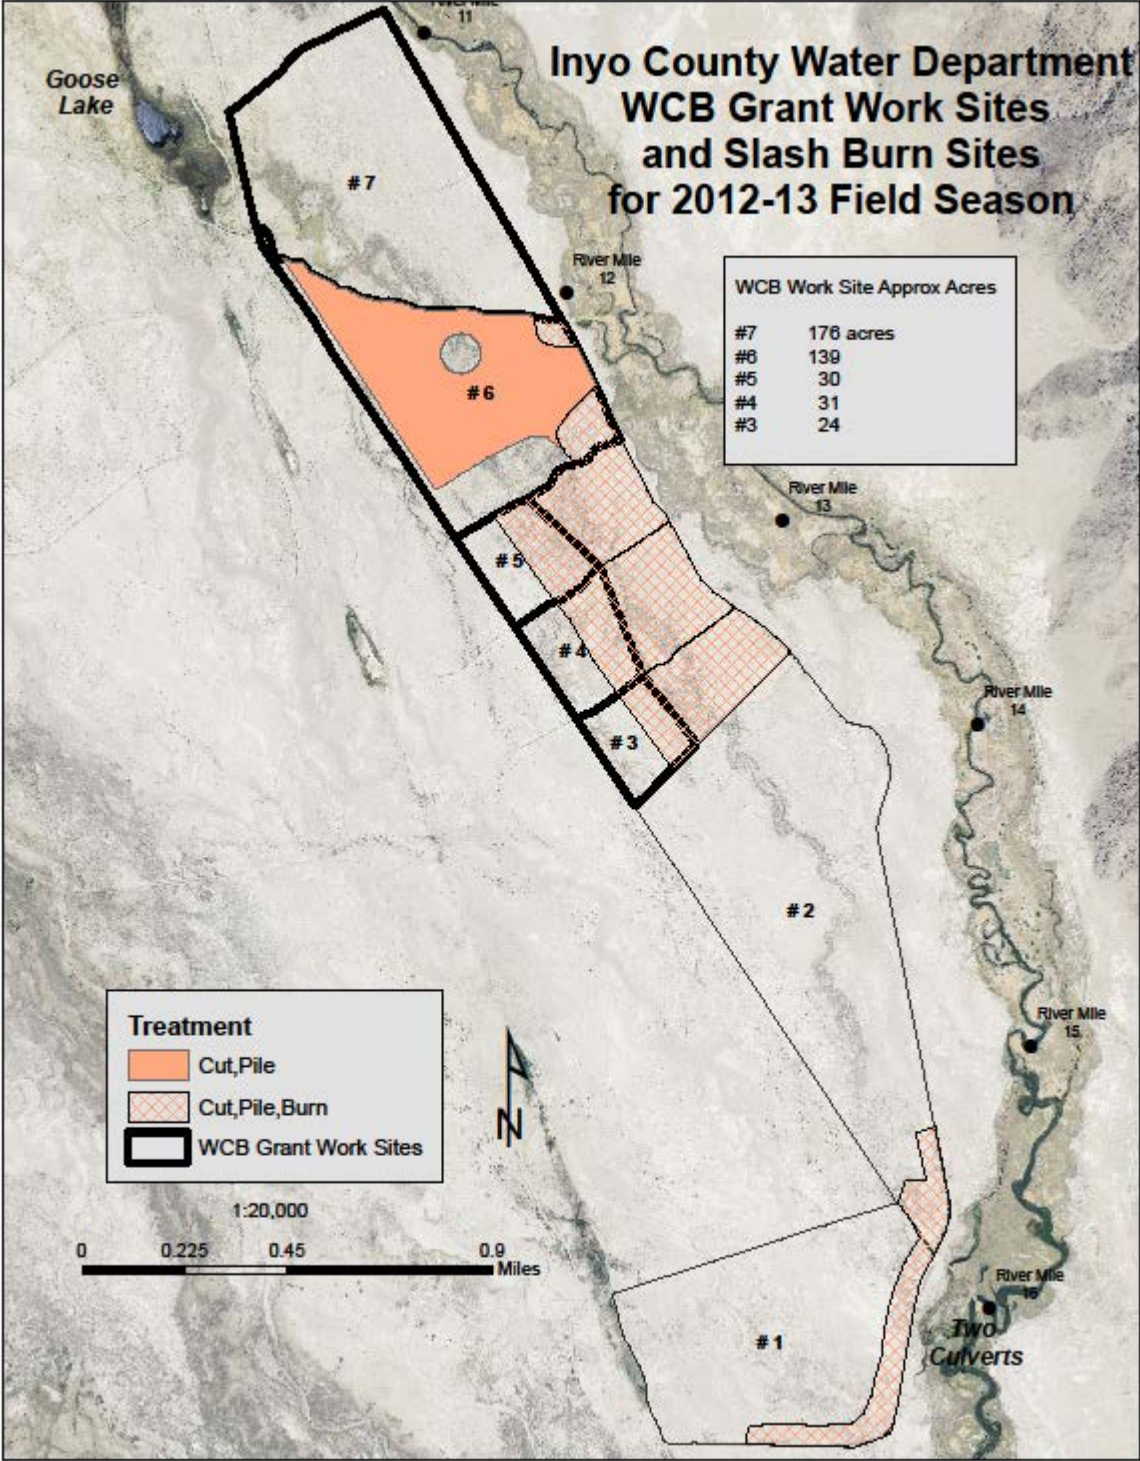 River Mile
11
Inyo County Water Department
WCB Grant Work Sites
and Slash Burn Sites
for 2012-13 Field Season
Goose
Lake
# 7
River Mile
12
WCB Work Site Approx Acres
#7 176 acres
#6 139
#5 30
#4 31
#3 24
# 6
River Mile
13
# 5
# 4
River Mile
14
# 3
# 2
Treatment
Cut,Pile
Cut,Pile,Burn
WCB Grant Work Sites
N
River Mile
15
1:20,000
0 0.225 0.45 0.9
Miles
River Mile
16
Two
Culverts
# 1